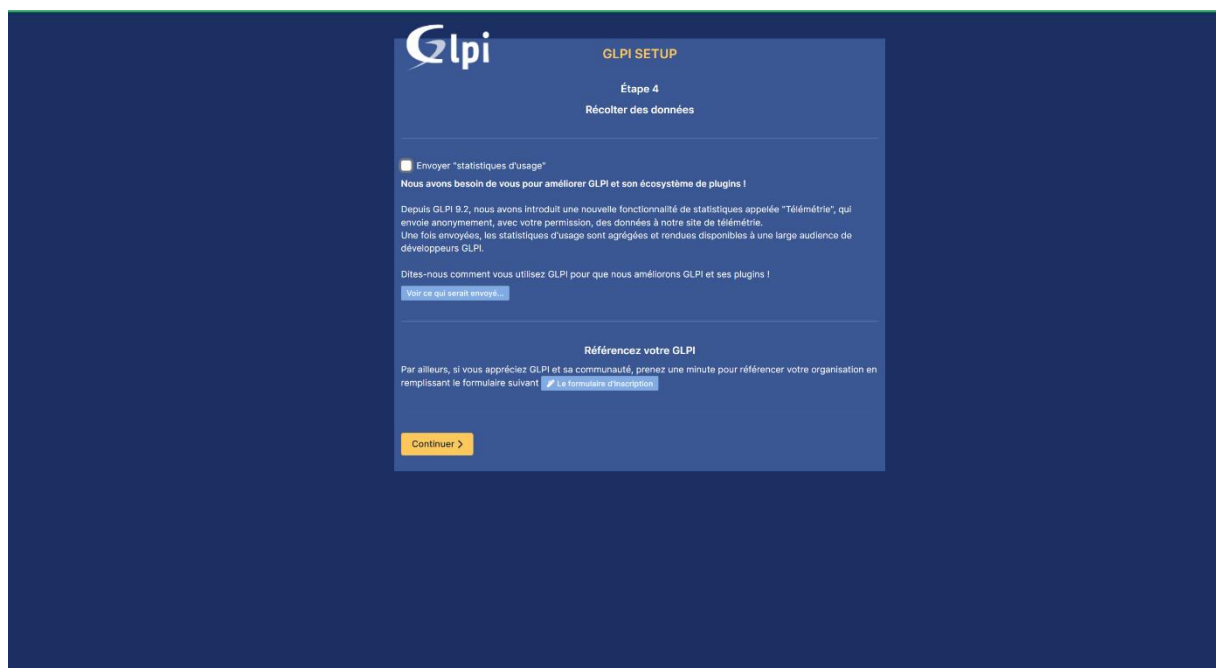 Glpi
GLPI SETUP
Étape 4
Récolter des données
Envoyer "statistiques d'usage"
Nous avons besoin de vous pour améliorer GLPI et son écosystème de plugins !
Depuis GLPI 9.2, nous avons introduit une nouvelle fonctionnalité de statistiques appelée "Télémétrie", qui
envoie anonymement, avec votre permission, des données à notre site de télémétrie.
Une fois envoyées, les statistiques d'usage sont agrégées et rendues disponibles à une large audience de
développeurs GLPI.
Dites-nous comment vous utilisez GLPI pour que nous améliorons GLPI et ses plugins !
Voir ce qui serait envoyé...
Référencez votre GLPI
Par ailleurs, si vous appréciez GLPI et sa communauté, prenez une minute pour référencer votre organisation en
remplissant le formulaire suivant Le formulaire d'inscription
Continuer >